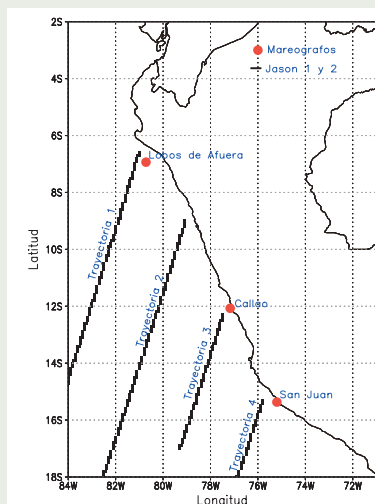 2S
Mareografos
4S
Jason 1 y 2
6S
Lobos de Afuera
8S
Trayectoria 1
Latitud
10S
Trayectoria 2
12S
Callao
Trayectoria 3
14S
San Juan
16S
Trayectoria 4
18S
84W 82W 80W 78W 76W 74W 72W
Longitud